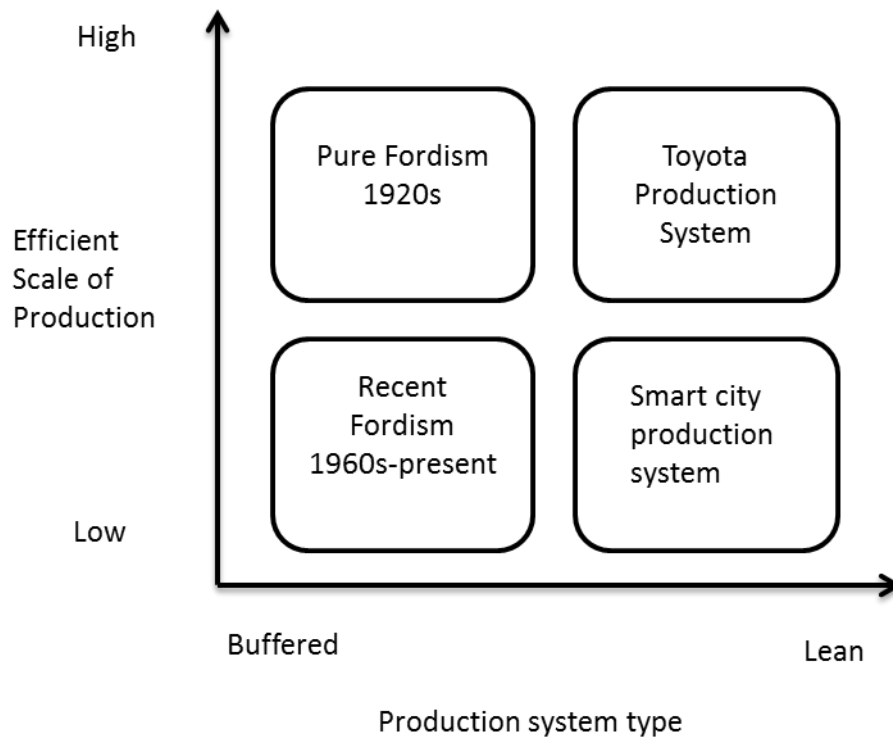 High
Pure Fordism
1920s
Toyota
Production
System
Efficient
Scale of
Production
Recent
Fordism
1960s-present
Smart city
production
system
Low
Buffered
Lean
Production system type